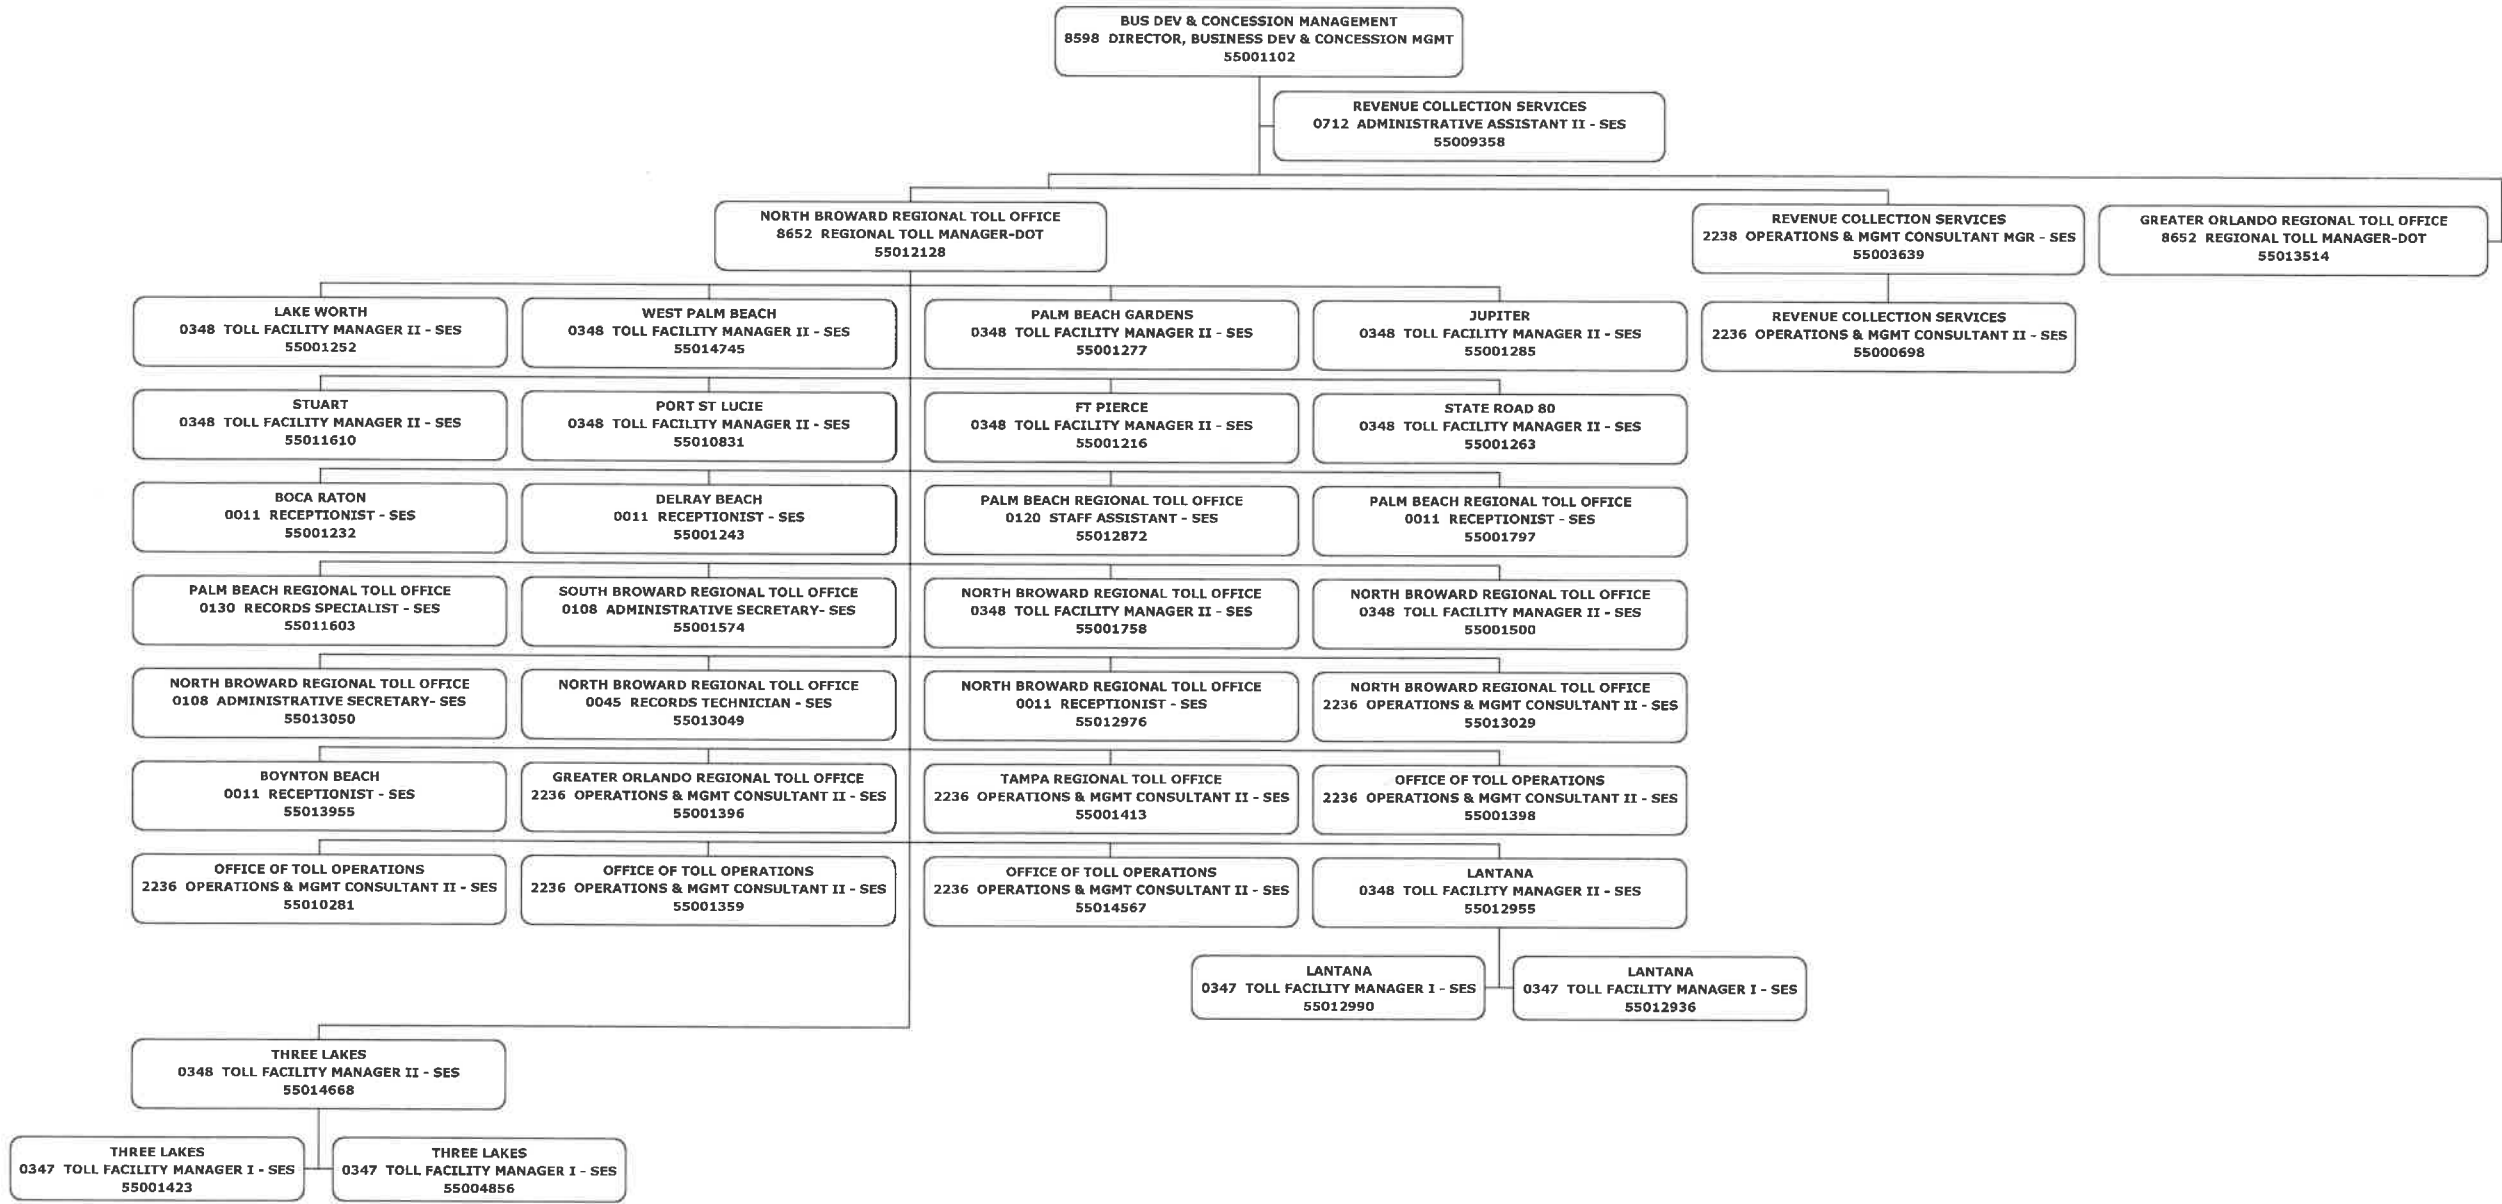 BUS DEV & CONCESSION MANAGEMENT
8598 DIRECTOR, BUSINESS DEV & CONCESSION MGMT
55001102
REVENUE COLLECTION SERVICES
0712 ADMINISTRATIVE ASSISTANT II - SES
55009358
NORTH BROWARD REGIONAL TOLL OFFICE
8652 REGIONAL TOLL MANAGER-DOT
55012128
REVENUE COLLECTION SERVICES
2238 OPERATIONS & MGMT CONSULTANT MGR - SES
55003639
GREATER ORLANDO REGIONAL TOLL OFFICE
8652 REGIONAL TOLL MANAGER-DOT
55013514
LAKE WORTH
0348 TOLL FACILITY MANAGER II - SES
55001252
WEST PALM BEACH
0348 TOLL FACILITY MANAGER II - SES
55014745
PALM BEACH GARDENS
0348 TOLL FACILITY MANAGER II - SES
55001277
JUPITER
0348 TOLL FACILITY MANAGER II - SES
55001285
REVENUE COLLECTION SERVICES
2236 OPERATIONS & MGMT CONSULTANT II - SES
55000698
STUART
0348 TOLL FACILITY MANAGER II - SES
55011610
PORT ST LUCIE
0348 TOLL FACILITY MANAGER II - SES
55010831
FT PIERCE
0348 TOLL FACILITY MANAGER II - SES
55001216
STATE ROAD 80
0348 TOLL FACILITY MANAGER II - SES
55001263
BOCA RATON
0011 RECEPTIONIST - SES
55001232
DELRAY BEACH
0011 RECEPTIONIST - SES
55001243
PALM BEACH REGIONAL TOLL OFFICE
0120 STAFF ASSISTANT - SES
55012872
PALM BEACH REGIONAL TOLL OFFICE
0011 RECEPTIONIST - SES
55001797
PALM BEACH REGIONAL TOLL OFFICE
0130 RECORDS SPECIALIST - SES
55011603
SOUTH BROWARD REGIONAL TOLL OFFICE
0108 ADMINISTRATIVE SECRETARY- SES
55001574
NORTH BROWARD REGIONAL TOLL OFFICE
0348 TOLL FACILITY MANAGER II - SES
55001758
NORTH BROWARD REGIONAL TOLL OFFICE
0348 TOLL FACILITY MANAGER II - SES
55001500
NORTH BROWARD REGIONAL TOLL OFFICE
0108 ADMINISTRATIVE SECRETARY- SES
55013050
NORTH BROWARD REGIONAL TOLL OFFICE
0045 RECORDS TECHNICIAN - SES
55013049
NORTH BROWARD REGIONAL TOLL OFFICE
0011 RECEPTIONIST - SES
55012976
NORTH BROWARD REGIONAL TOLL OFFICE
2236 OPERATIONS & MGMT CONSULTANT II - SES
55013029
BOYNTON BEACH
0011 RECEPTIONIST - SES
55013955
GREATER ORLANDO REGIONAL TOLL OFFICE
2236 OPERATIONS & MGMT CONSULTANT II - SES
55001396
TAMPA REGIONAL TOLL OFFICE
2236 OPERATIONS & MGMT CONSULTANT II - SES
55001413
OFFICE OF TOLL OPERATIONS
2236 OPERATIONS & MGMT CONSULTANT II - SES
55001398
OFFICE OF TOLL OPERATIONS
2236 OPERATIONS & MGMT CONSULTANT II - SES
55010281
OFFICE OF TOLL OPERATIONS
2236 OPERATIONS & MGMT CONSULTANT II - SES
55001359
OFFICE OF TOLL OPERATIONS
2236 OPERATIONS & MGMT CONSULTANT II - SES
55014567
LANTANA
0348 TOLL FACILITY MANAGER II - SES
55012955
LANTANA
0347 TOLL FACILITY MANAGER I - SES
55012990
LANTANA
0347 TOLL FACILITY MANAGER I - SES
55012936
THREE LAKES
0348 TOLL FACILITY MANAGER II - SES
55014668
THREE LAKES
0347 TOLL FACILITY MANAGER I - SES
55001423
THREE LAKES
0347 TOLL FACILITY MANAGER I - SES
55004856